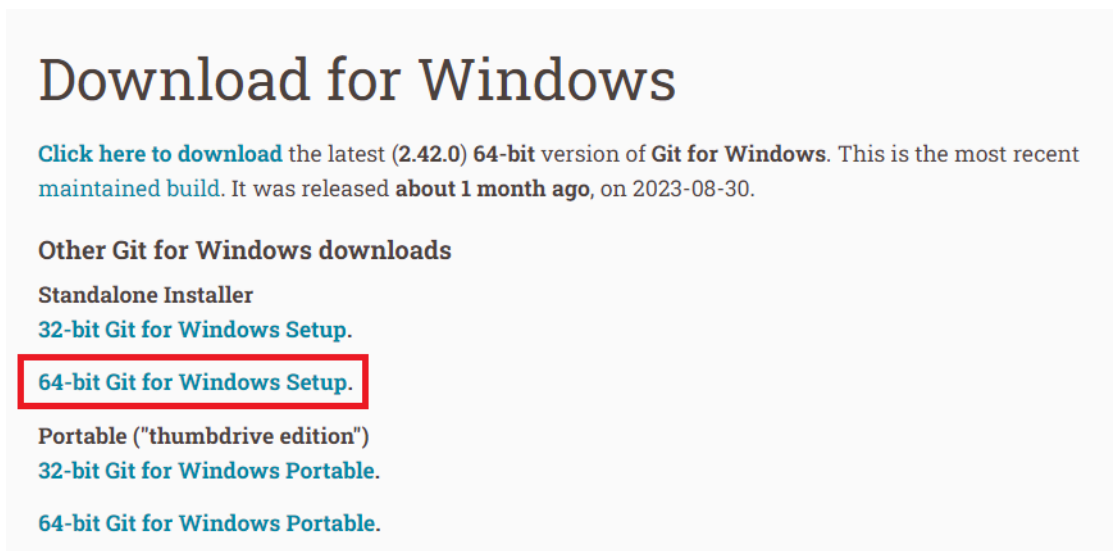 Download for Windows
Click here to download the latest (2.42.0) 64-bit version of Git for Windows. This is the most recent
maintained build. It was released about 1 month ago, on 2023-08-30.
Other Git for Windows downloads
Standalone Installer
32-bit Git for Windows Setup.
64-bit Git for Windows Setup.
Portable ("thumbdrive edition")
32-bit Git for Windows Portable.
64-bit Git for Windows Portable.